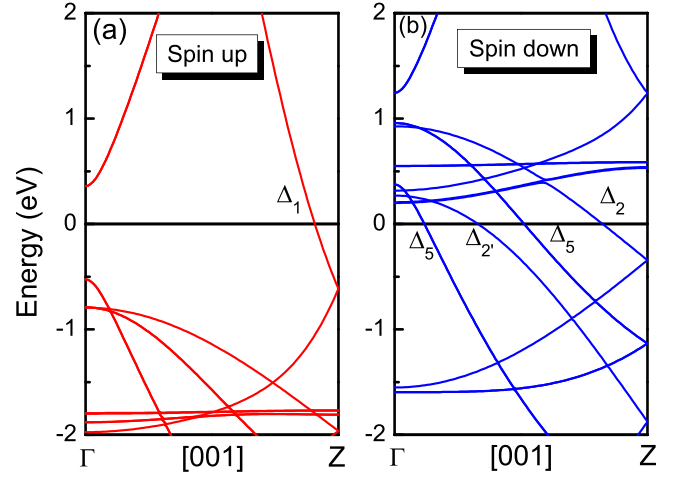 (a)
Spin up
(b)
Spin down
2
1
0
-1
-2
2
1
0
-1
-2
Energy (eV)
Δ1
Δ2
Δ5
Δ2'
Δ5
Γ
[001]
Z
Γ
[001]
Z